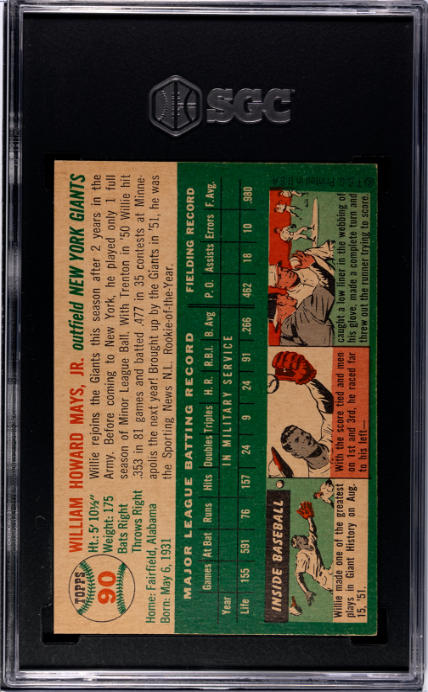 SGC
TOPPS
90
WILLIAM HOWARD MAYS, JR. outfield NEW YORK GIANTS
Ht.: 5' 10½"
Weight: 175
Bats Right
Throws Right
Home: Fairfield, Alabama
Born: May 6, 1931
Willie rejoins the Giants this season after 2 years in the
Army. Before coming to New York, he played only 1 full
season of Minor League Ball. With Trenton in '50 Willie hit
.353 in 81 games and batted .477 in 35 contests at Minne-
apolis the next year! Brought up by the Giants in '51, he was
the Sporting News N.L. Rookie-of-the-Year.
MAJOR LEAGUE BATTING RECORD FIELDING RECORD
Games At Bat Runs Hits Doubles Triples H. R. R.B.I. B. Avg. P. O. Assists Errors F. Avg.
Year IN MILITARY SERVICE
Life 155 591 76 157 24 9 24 91 .266 462 18 10 .980
INSIDE BASEBALL
Willie made one of the greatest
plays in Giant History on Aug.
15, '51.
With the score tied and men
on 1st and 3rd, he raced far
to his left—
caught a low liner in the webbing of
his glove, made a complete turn and
threw out the runner trying to score.
© T.C.G. Printed in U.S.A.